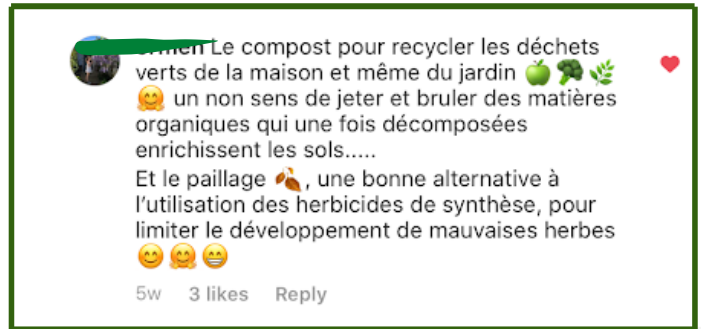 Le compost pour recycler les déchets
verts de la maison et même du jardin 🍏🥦🌿
🤗 un non sens de jeter et bruler des matières
organiques qui une fois décomposées
enrichissent les sols.....
Et le paillage 🍂, une bonne alternative à
l'utilisation des herbicides de synthèse, pour
limiter le développement de mauvaises herbes
😊🤗😁
5w 3 likes Reply